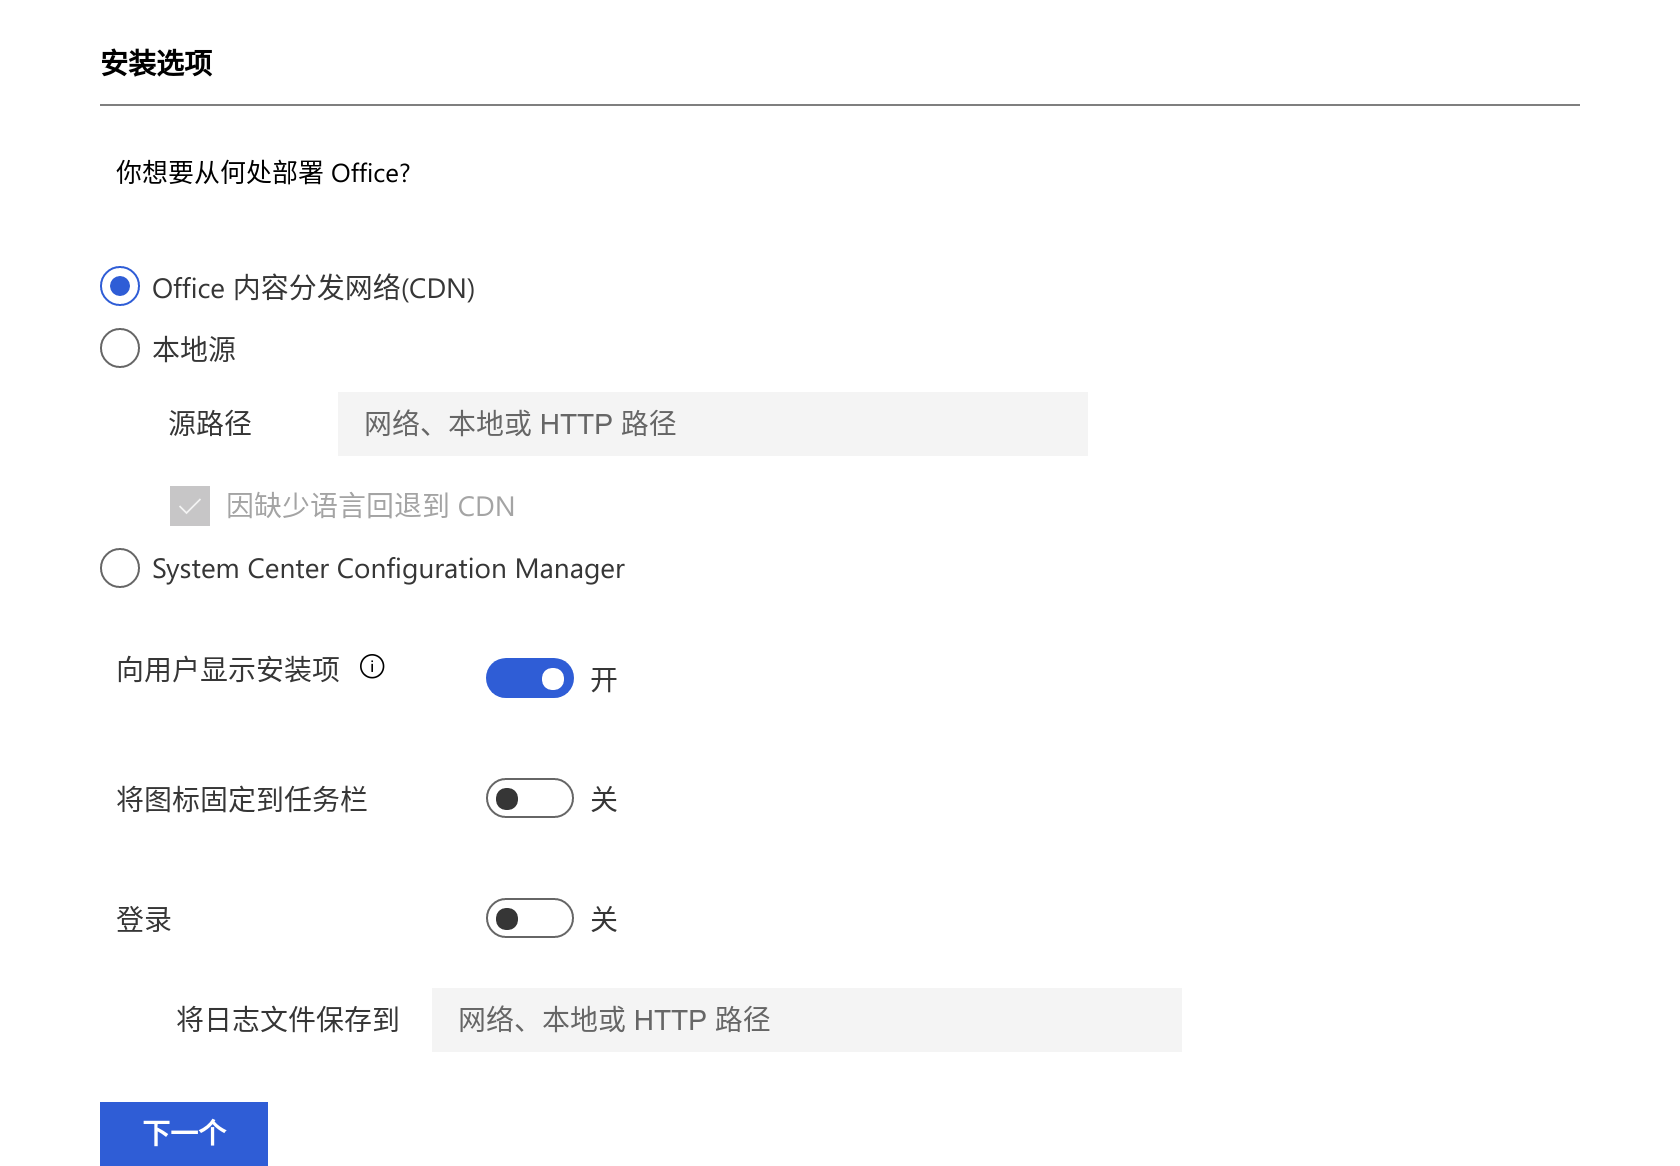 安装选项
你想要从何处部署 Office?
Office 内容分发网络(CDN)
本地源
源路径 网络、本地或 HTTP 路径
因缺少语言回退到 CDN
System Center Configuration Manager
向用户显示安装项 开
将图标固定到任务栏 关
登录 关
将日志文件保存到 网络、本地或 HTTP 路径
下一个